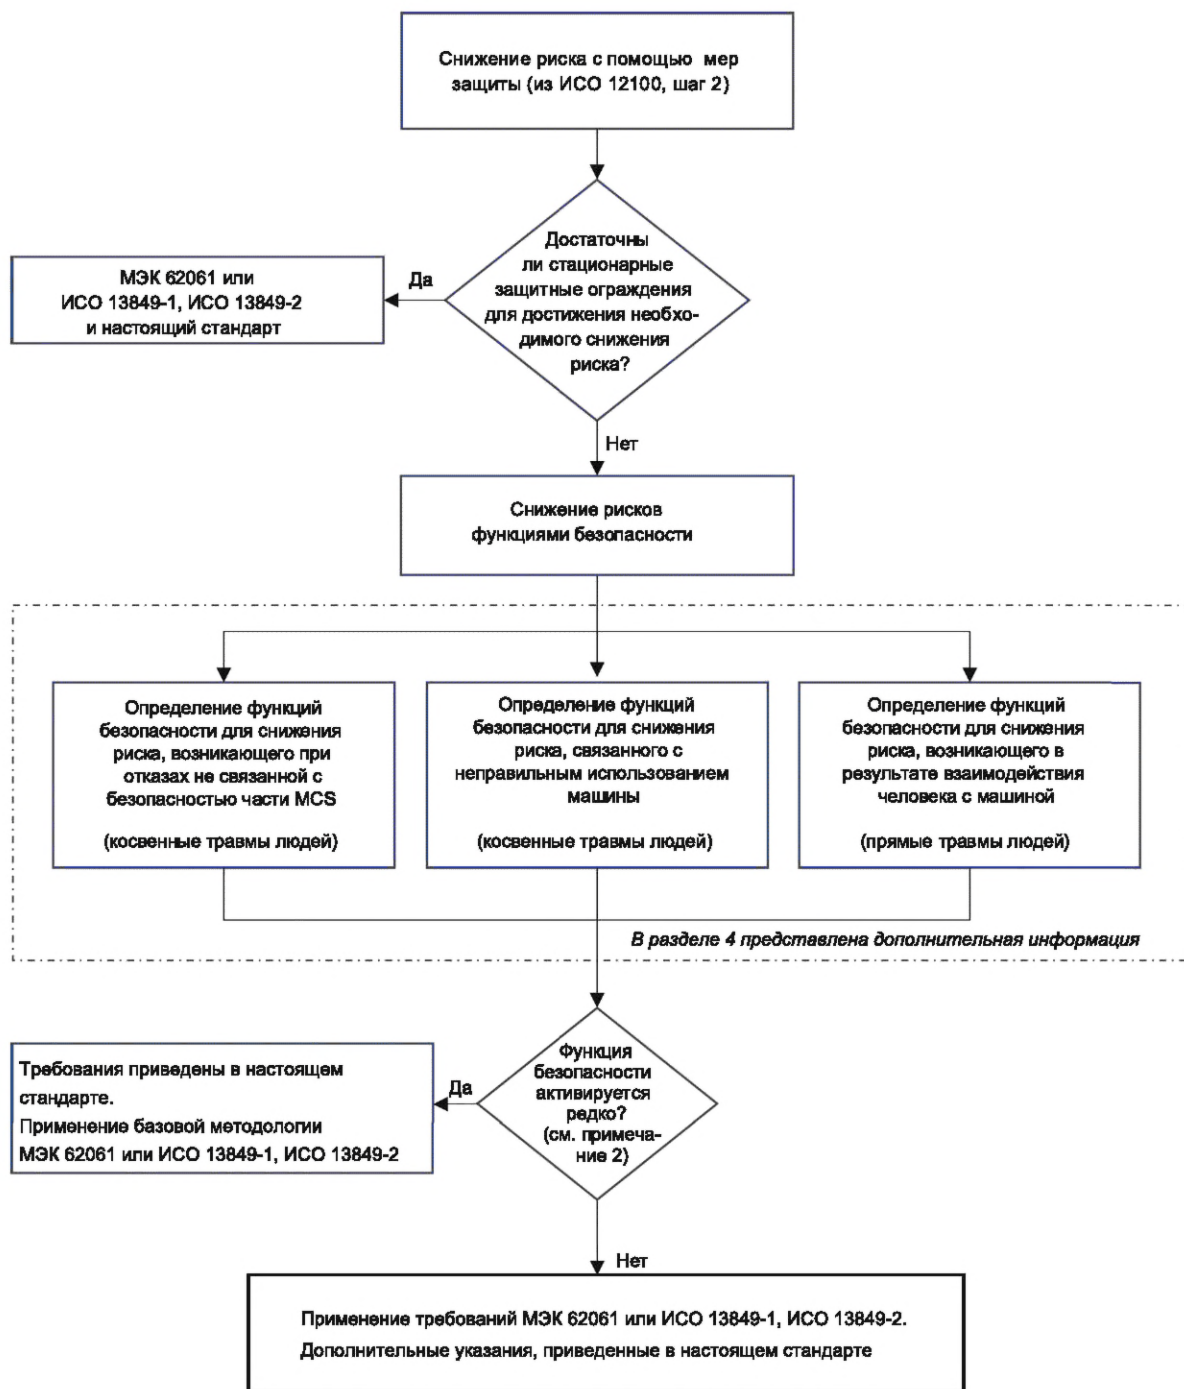 Снижение риска с помощью мер
защиты (из ИСО 12100, шаг 2)
Достаточны
ли стационарные
защитные ограждения
для достижения необхо-
димого снижения
риска?
Да
МЭК 62061 или
ИСО 13849-1, ИСО 13849-2
и настоящий стандарт
Нет
Снижение рисков
функциями безопасности
Определение функций
безопасности для снижения
риска, возникающего при
отказах не связанной с
безопасностью части MCS
(косвенные травмы людей)
Определение функций
безопасности для снижения
риска, связанного с
неправильным использованием
машины
(косвенные травмы людей)
Определение функций
безопасности для снижения
риска, возникающего в
результате взаимодействия
человека с машиной
(прямые травмы людей)
В разделе 4 представлена дополнительная информация
Функция
безопасности
активируется
редко?
(см. примеча-
ние 2)
Да
Требования приведены в настоящем
стандарте.
Применение базовой методологии
МЭК 62061 или ИСО 13849-1, ИСО 13849-2
Нет
Применение требований МЭК 62061 или ИСО 13849-1, ИСО 13849-2.
Дополнительные указания, приведенные в настоящем стандарте